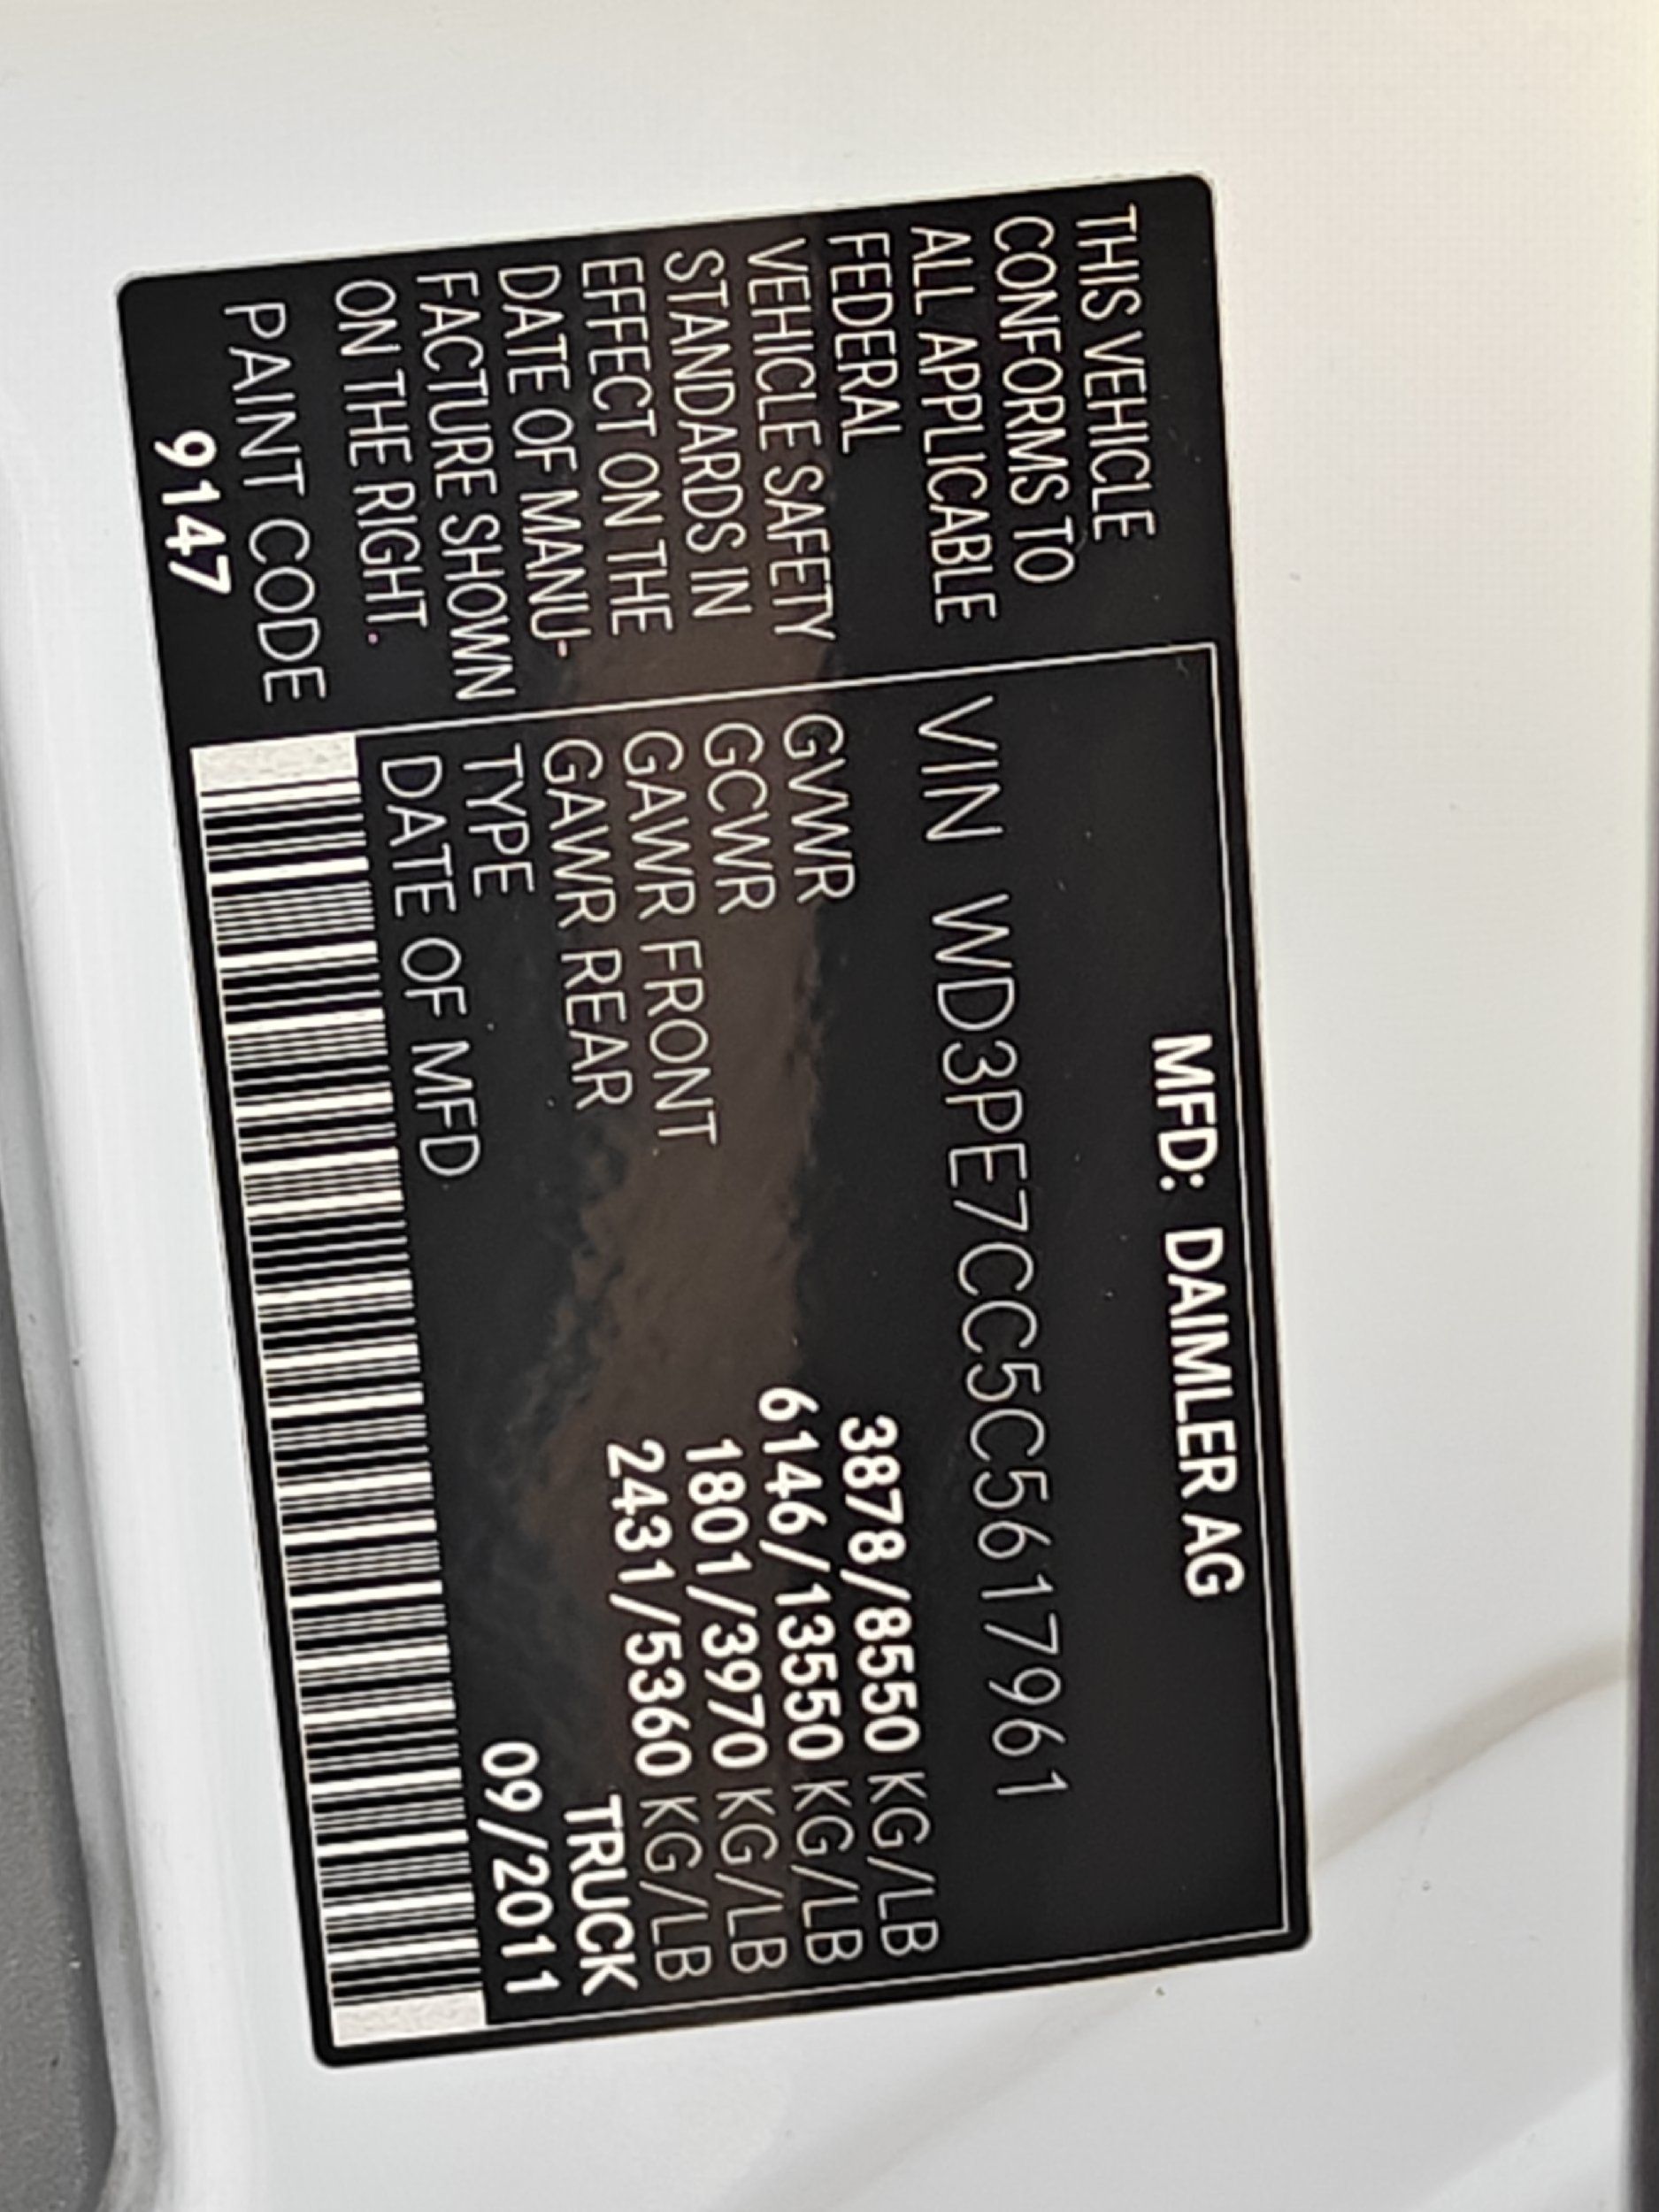 THIS VEHICLE
CONFORMS TO
ALL APPLICABLE
FEDERAL
VEHICLE SAFETY
STANDARDS IN
EFFECT ON THE
DATE OF MANU-
FACTURE SHOWN
ON THE RIGHT.
PAINT CODE
9147
MFD: DAIMLER AG
VIN WD3PE7CC5C5617961
GVWR 3878/8550 KG/LB
GCWR 6146/13550 KG/LB
GAWR FRONT 1801/3970 KG/LB
GAWR REAR 2431/5360 KG/LB
TYPE TRUCK
DATE OF MFD 09/2011